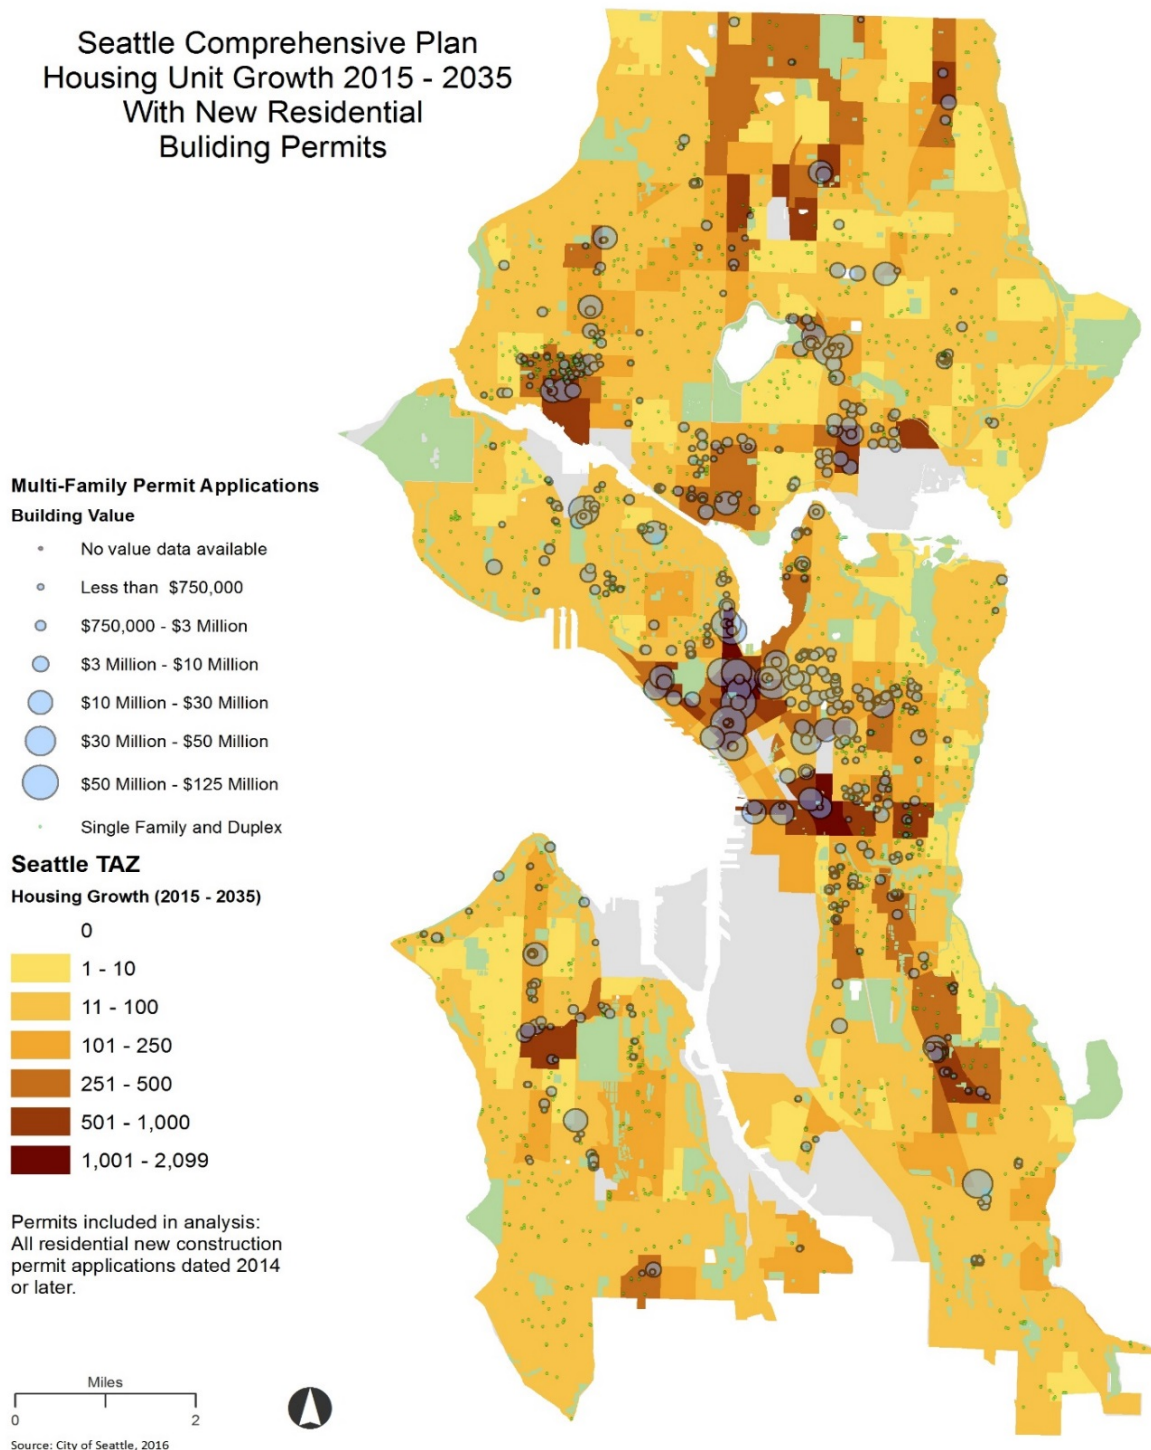 Seattle Comprehensive Plan
Housing Unit Growth 2015 - 2035
With New Residential
Buliding Permits
Multi-Family Permit Applications
Building Value
No value data available
Less than $750,000
$750,000 - $3 Million
$3 Million - $10 Million
$10 Million - $30 Million
$30 Million - $50 Million
$50 Million - $125 Million
Single Family and Duplex
Seattle TAZ
Housing Growth (2015 - 2035)
0
1 - 10
11 - 100
101 - 250
251 - 500
501 - 1,000
1,001 - 2,099
Permits included in analysis:
All residential new construction
permit applications dated 2014
or later.
Miles
0 2
Source: City of Seattle, 2016